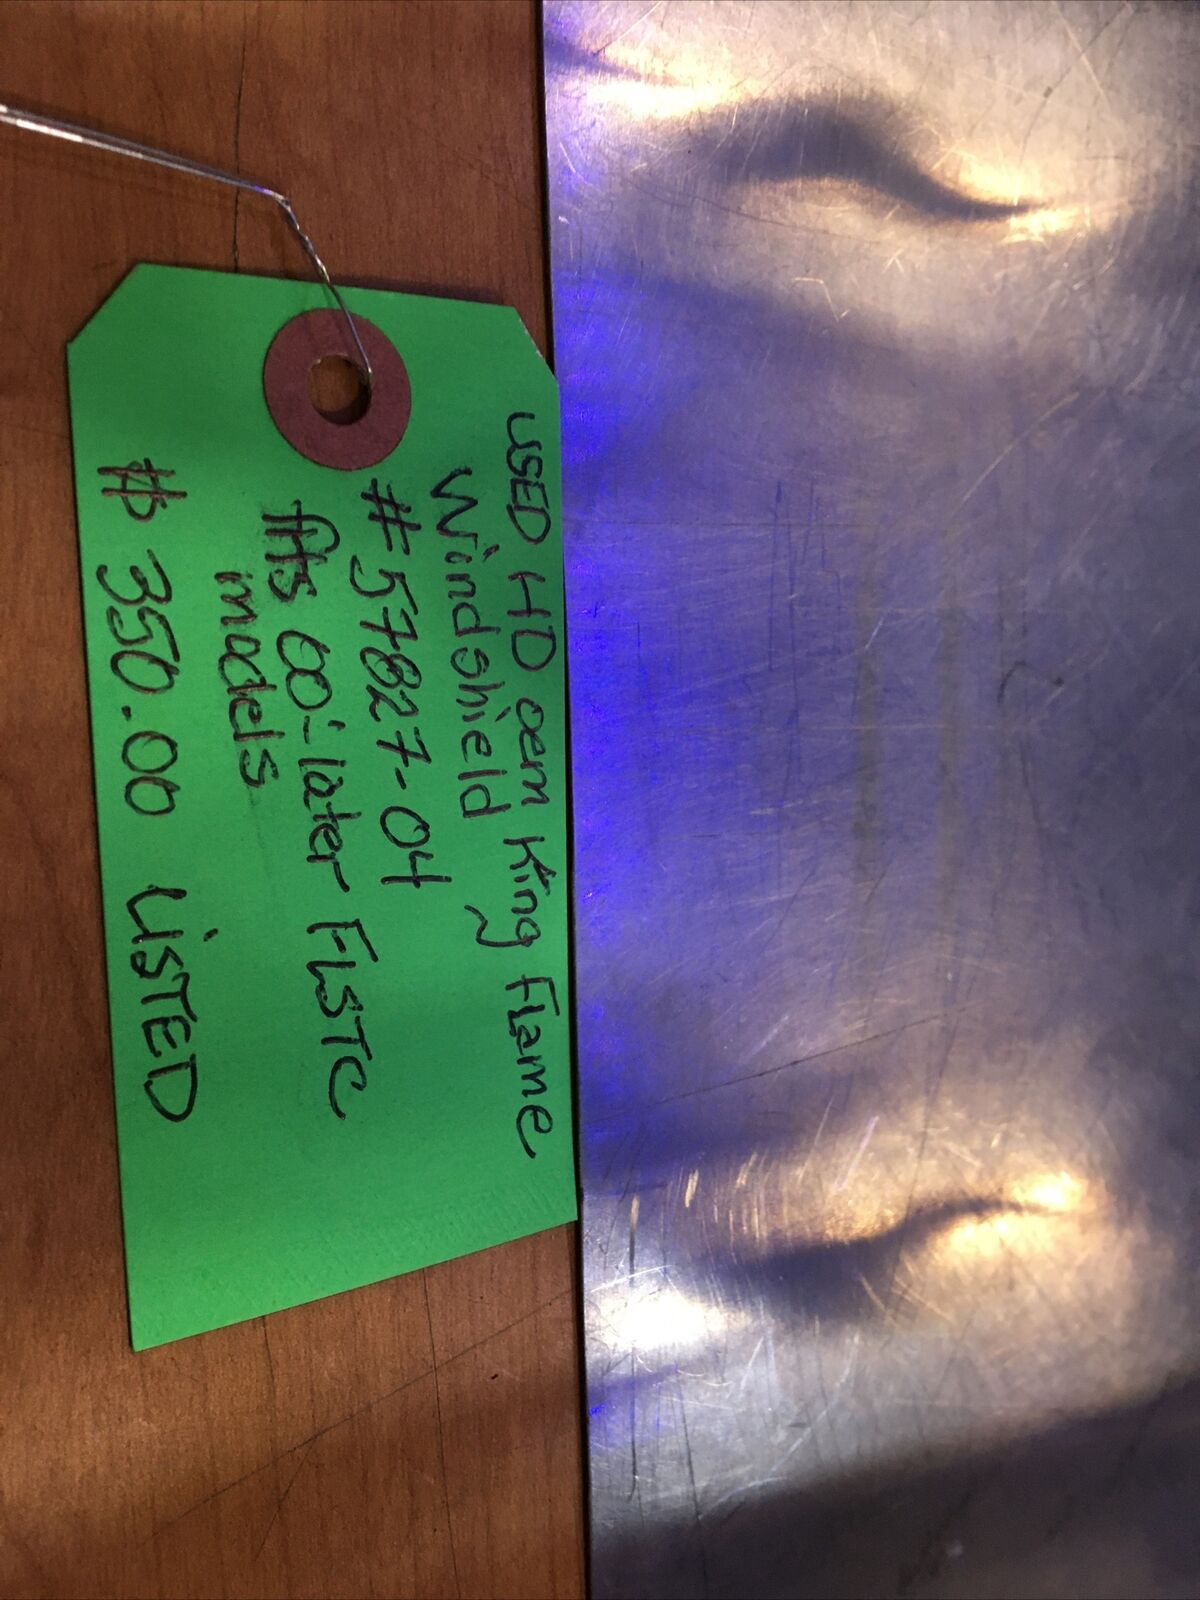 USED HD oem King Flame
Windshield
#57827-04
fits 00-later FLSTC
models
$ 350.00 LISTED